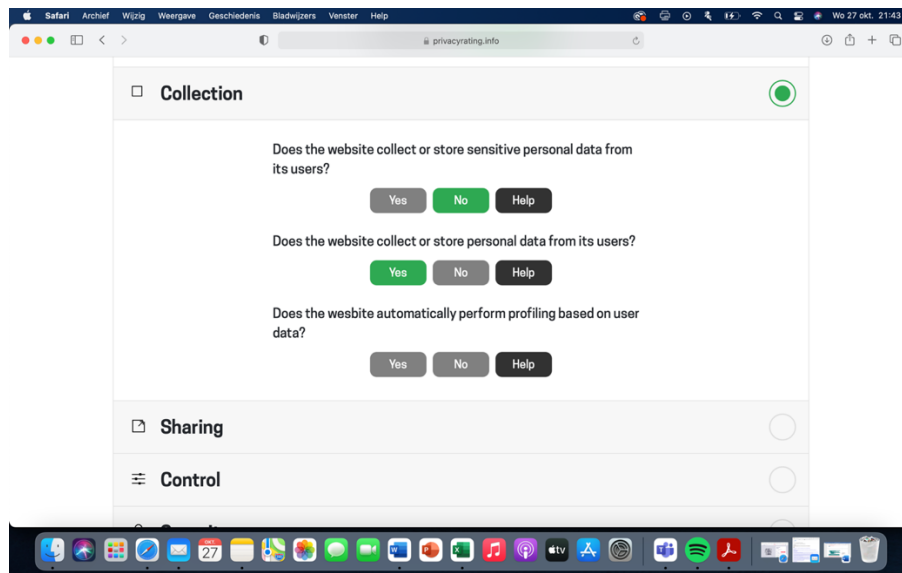 Safari Archief Wijzig Weergave Geschiedenis Bladwijzers Venster Help Wo 27 okt. 21:43
privacyrating.info
Collection
Does the website collect or store sensitive personal data from
its users?
Yes No Help
Does the website collect or store personal data from its users?
Yes No Help
Does the wesbite automatically perform profiling based on user
data?
Yes No Help
Sharing
Control
OKT
27
tv